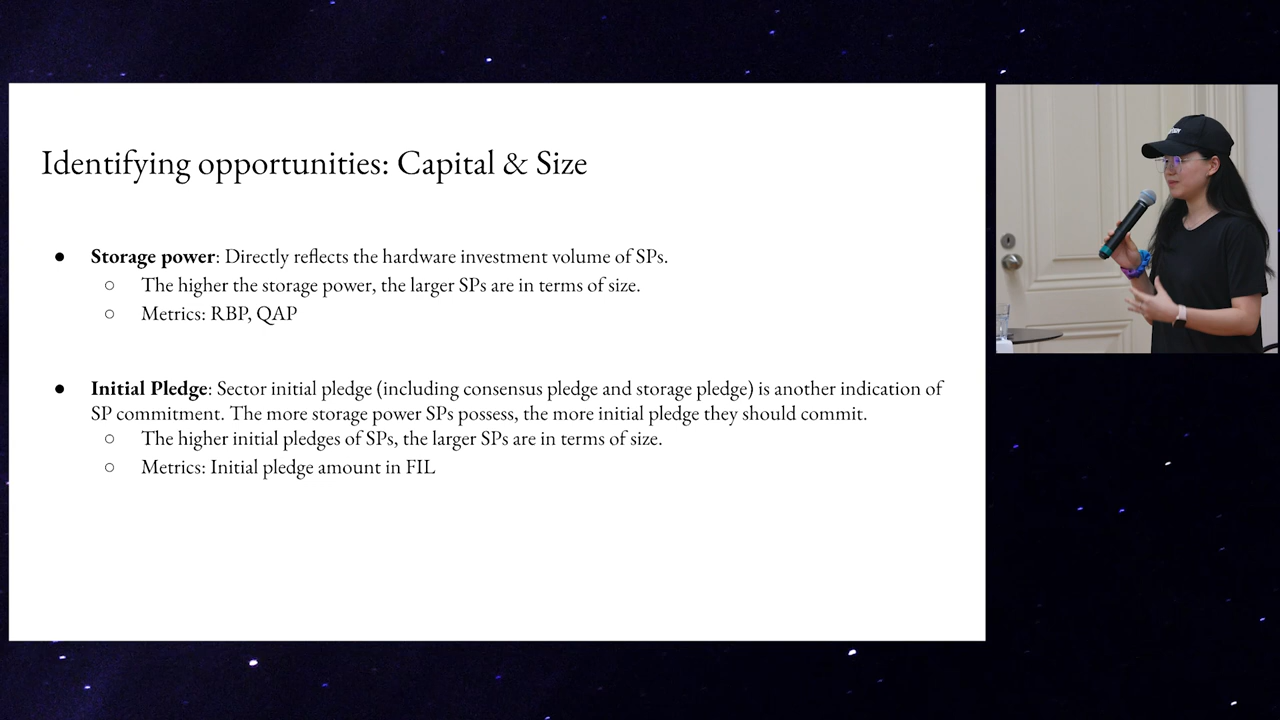 Identifying opportunities: Capital & Size
● Storage power: Directly reflects the hardware investment volume of SPs.
○ The higher the storage power, the larger SPs are in terms of size.
○ Metrics: RBP, QAP
● Initial Pledge: Sector initial pledge (including consensus pledge and storage pledge) is another indication of
SP commitment. The more storage power SPs possess, the more initial pledge they should commit.
○ The higher initial pledges of SPs, the larger SPs are in terms of size.
○ Metrics: Initial pledge amount in FIL